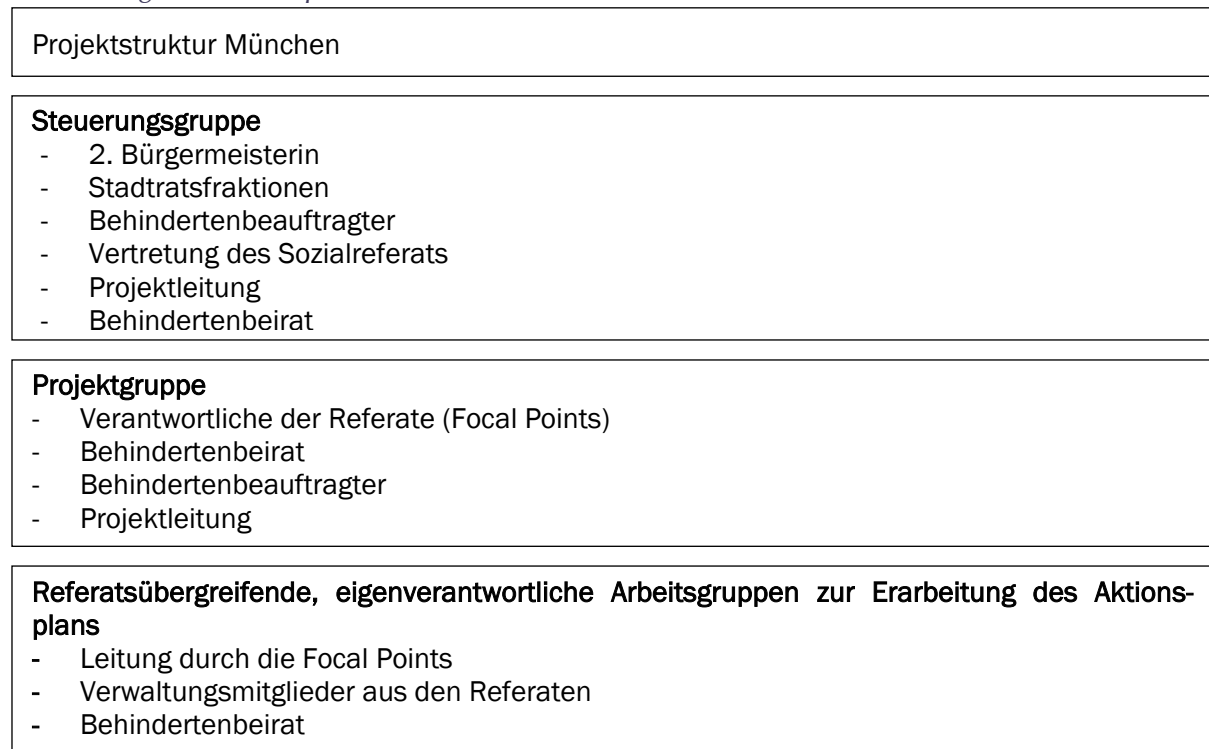 Projektstruktur München
Steuerungsgruppe
- 2. Bürgermeisterin
- Stadtratsfraktionen
- Behindertenbeauftragter
- Vertretung des Sozialreferats
- Projektleitung
- Behindertenbeirat
Projektgruppe
- Verantwortliche der Referate (Focal Points)
- Behindertenbeirat
- Behindertenbeauftragter
- Projektleitung
Referatsübergreifende, eigenverantwortliche Arbeitsgruppen zur Erarbeitung des Aktions-
plans
- Leitung durch die Focal Points
- Verwaltungsmitglieder aus den Referaten
- Behindertenbeirat